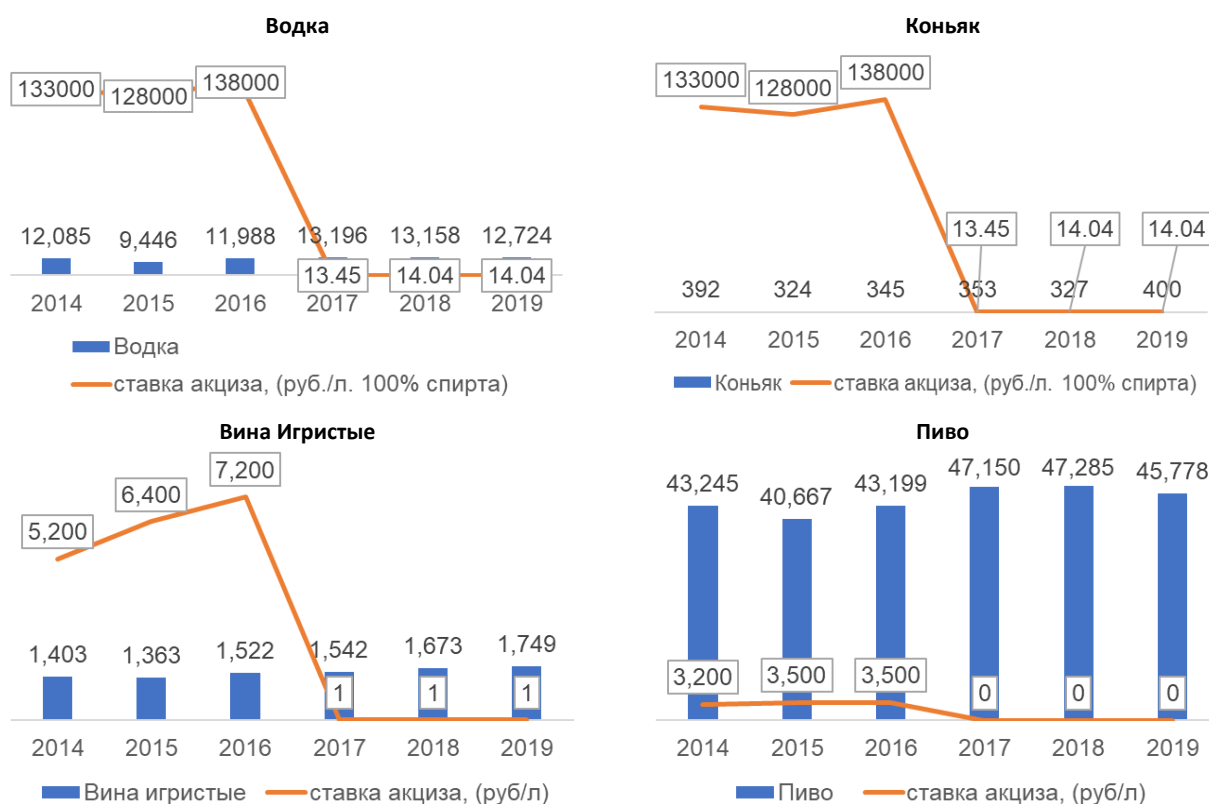 Водка
133000 128000 138000
12,085 9,446 11,988 13,196 13,158 12,724
13.45 14.04 14.04
2014 2015 2016 2017 2018 2019
Водка
ставка акциза, (руб./л. 100% спирта)
Коньяк
133000 128000 138000
13.45 14.04 14.04
392 324 345 353 327 400
2014 2015 2016 2017 2018 2019
Коньяк ставка акциза, (руб./л. 100% спирта)
Вина Игристые
5,200 6,400 7,200
1,403 1,363 1,522 1,542 1,673 1,749
1 1 1
2014 2015 2016 2017 2018 2019
Вина игристые ставка акциза, (руб/л)
Пиво
43,245 40,667 43,199 47,150 47,285 45,778
3,200 3,500 3,500 0 0 0
2014 2015 2016 2017 2018 2019
Пиво ставка акциза, (руб/л)